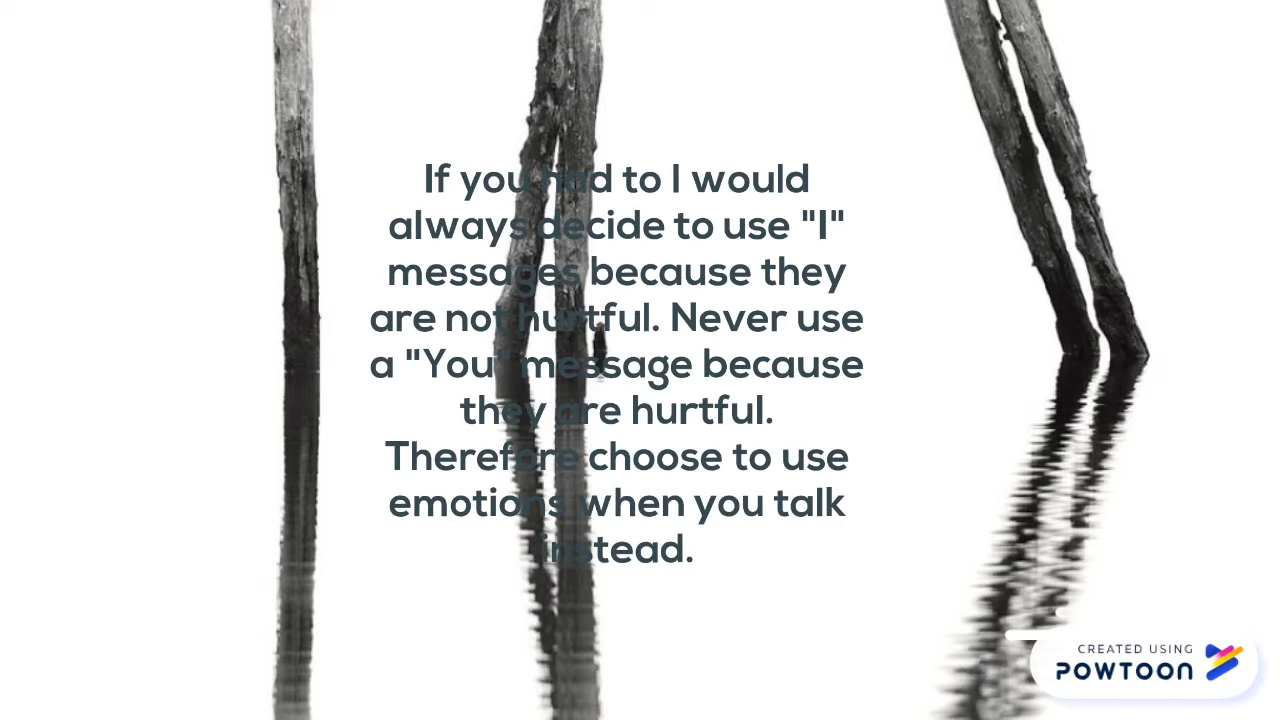 If you had to I would
always decide to use "I"
messages because they
are not hurtful. Never use
a "You" message because
they are hurtful.
Therefore choose to use
emotions when you talk
instead.
CREATED USING
POWTOON